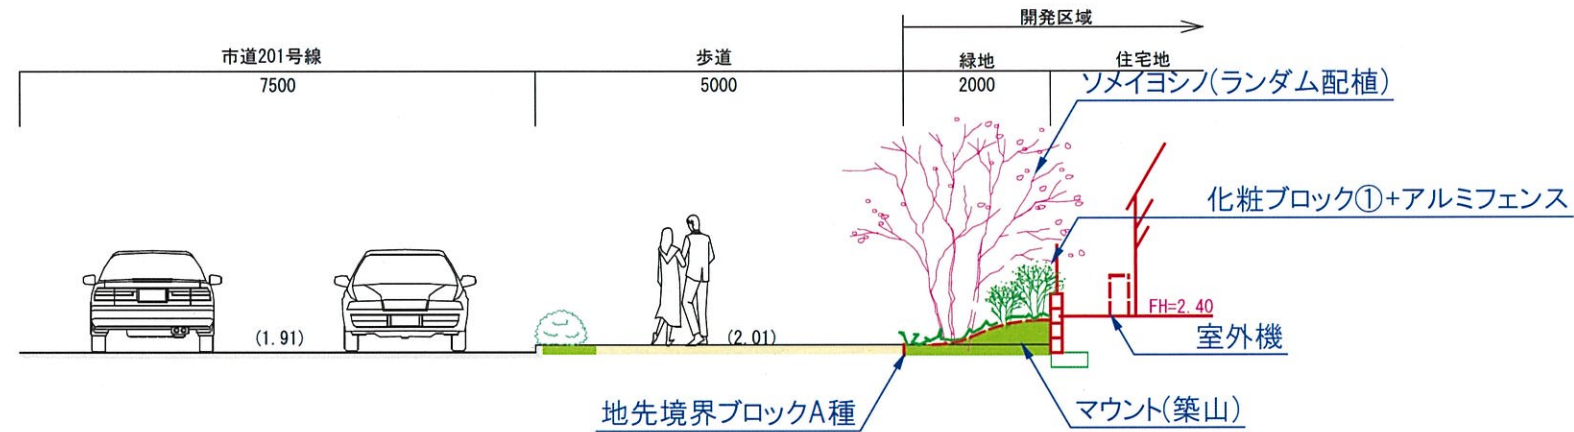 開発区域
市道201号線
歩道
緑地
住宅地
7500
5000
2000
ソメイヨシノ(ランダム配植)
化粧ブロック①+アルミフェンス
FH=2.40
(1.91)
(2.01)
室外機
地先境界ブロックA種
マウント(築山)